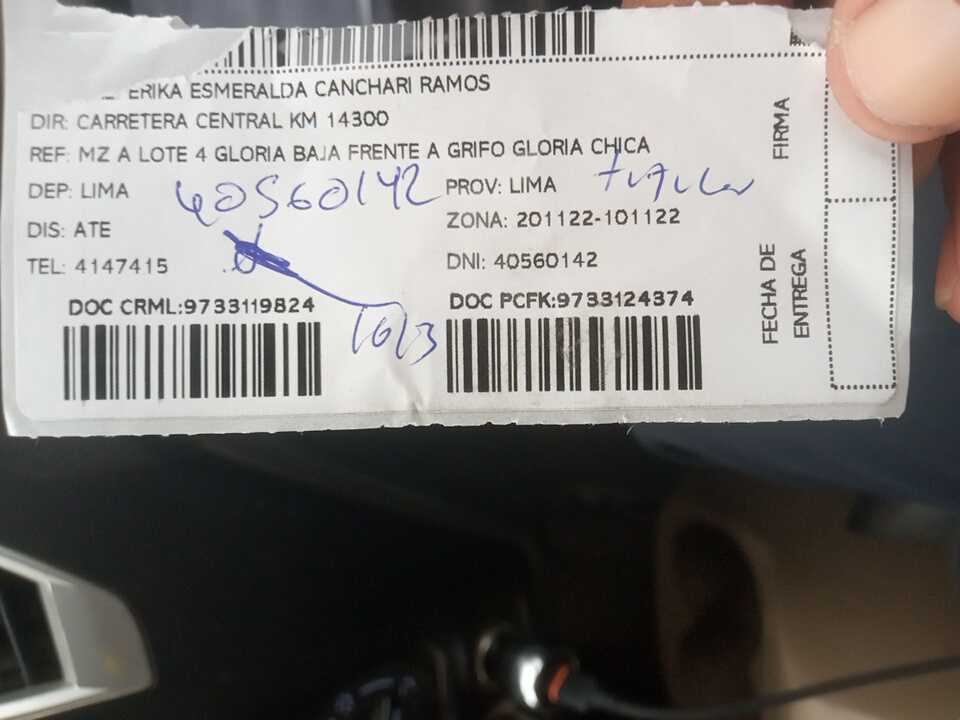 ERIKA ESMERALDA CANCHARI RAMOS
DIR: CARRETERA CENTRAL KM 14300
REF: MZ A LOTE 4 GLORIA BAJA FRENTE A GRIFO GLORIA CHICA
DEP: LIMA
40560142
PROV: LIMA
DIS: ATE
ZONA: 201122-101122
TEL: 4147415
DNI: 40560142
DOC CRML:9733119824
DOC PCFK:9733124374
FIRMA
FECHA DE
ENTREGA